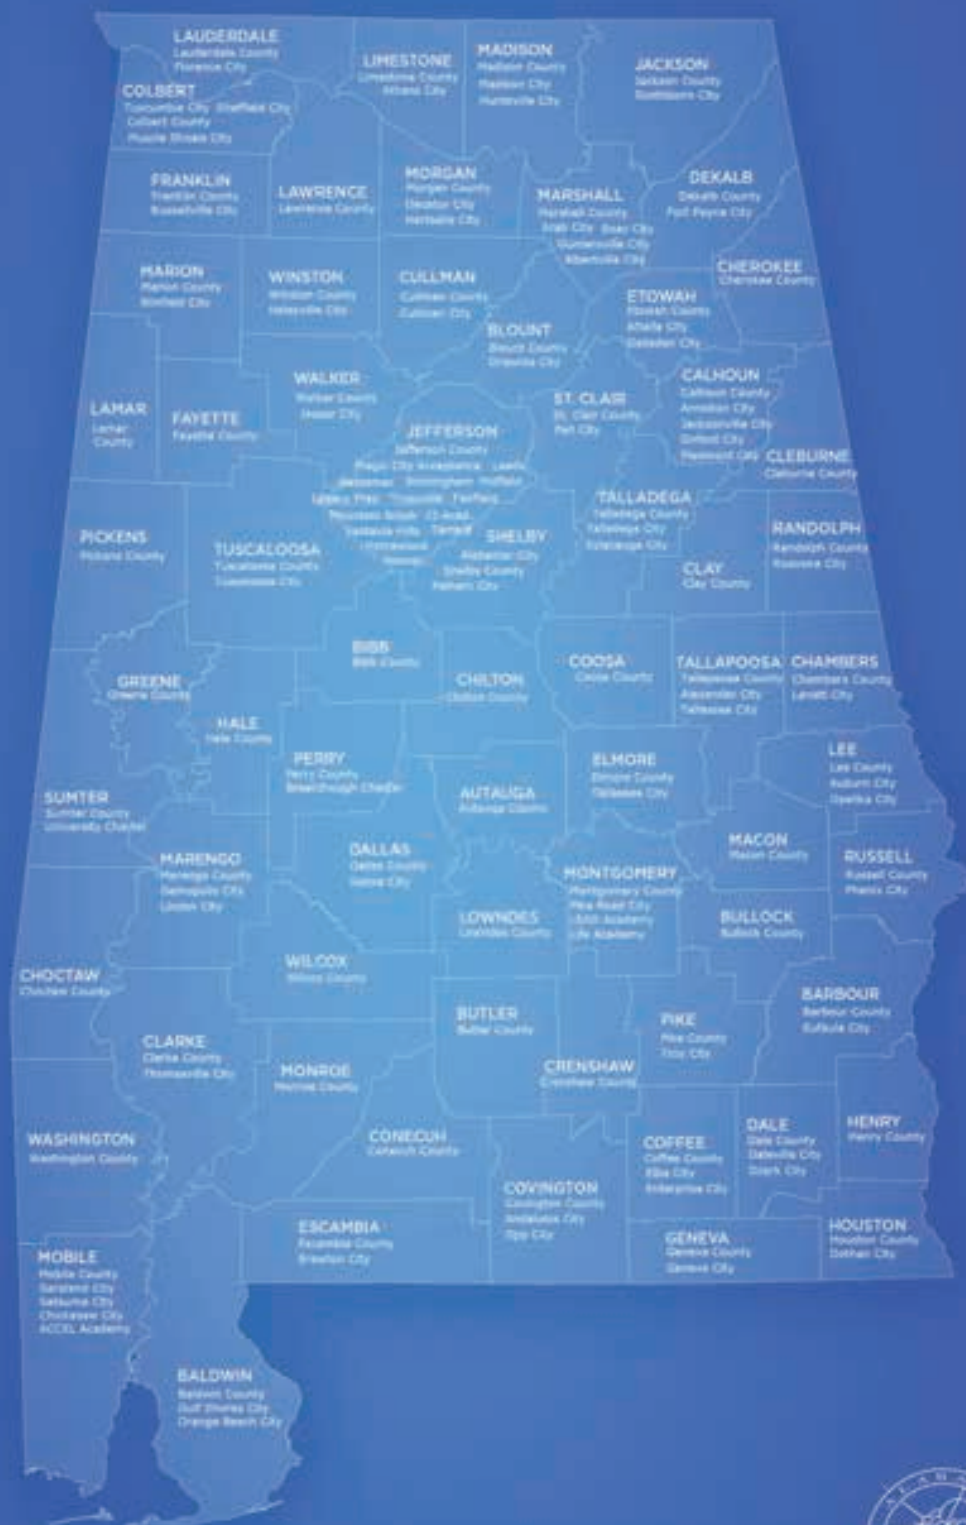 LAUDERDALE
Lauderdale County
Florence City
LIMESTONE
Limestone County
Athens City
MADISON
Madison County
Madison City
Huntsville City
JACKSON
Jackson County
Scottsboro City
COLBERT
Tuscumbia City Sheffield City
Colbert County
Muscle Shoals City
FRANKLIN
Franklin County
Russellville City
LAWRENCE
Lawrence County
MORGAN
Morgan County
Decatur City
Hartselle City
MARSHALL
Marshall County
Arab City Boaz City
Guntersville City
Albertville City
DEKALB
Dekalb County
Fort Payne City
CHEROKEE
Cherokee County
MARION
Marion County
Winfield City
WINSTON
Winston County
Haleyville City
CULLMAN
Cullman County
Cullman City
BLOUNT
Blount County
Oneonta City
ETOWAH
Etowah County
Attalla City
Gadsden City
LAMAR
Lamar
County
FAYETTE
Fayette County
WALKER
Walker County
Jasper City
JEFFERSON
Jefferson County
Magic City Acceptance Leeds
Bessemer Birmingham
Trussville Fairfield
Mountain Brook
Vestavia Hills Tarrant
Homewood
Hoover
ST. CLAIR
St. Clair County
Pell City
CALHOUN
Calhoun County
Anniston City
Jacksonville City
Oxford City
Piedmont City
CLEBURNE
Cleburne County
PICKENS
Pickens County
TUSCALOOSA
Tuscaloosa County
Tuscaloosa City
SHELBY
Alabaster City
Shelby County
Pelham City
TALLADEGA
Talladega County
Talladega City
Sylacauga City
CLAY
Clay County
RANDOLPH
Randolph County
Roanoke City
GREENE
Greene County
HALE
Hale County
BIBB
Bibb County
CHILTON
Chilton County
COOSA
Coosa County
TALLAPOOSA
Tallapoosa County
Alexander City
CHAMBERS
Chambers County
Lanett City
SUMTER
Sumter County
University Charter
PERRY
Perry County
Breakthrough Charter
AUTAUGA
Autauga County
ELMORE
Elmore County
Tallassee City
LEE
Lee County
Auburn City
Opelika City
MARENGO
Marengo County
Demopolis City
Linden City
DALLAS
Dallas County
Selma City
LOWNDES
Lowndes County
MONTGOMERY
Montgomery County
Pike Road City
LEAD Academy
Life Academy
MACON
Macon County
BULLOCK
Bullock County
RUSSELL
Russell County
Phenix City
CHOCTAW
Choctaw County
CLARKE
Clarke County
Thomasville City
WILCOX
Wilcox County
MONROE
Monroe County
BUTLER
Butler County
CRENSHAW
Crenshaw County
PIKE
Pike County
Troy City
BARBOUR
Barbour County
Eufaula City
WASHINGTON
Washington County
CONECUH
Conecuh County
COVINGTON
Covington County
Andalusia City
Opp City
COFFEE
Coffee County
Elba City
Enterprise City
DALE
Dale County
Daleville City
Ozark City
HENRY
Henry County
MOBILE
Mobile County
Saraland City
Satsuma City
Chickasaw City
ACCEL Academy
ESCAMBIA
Escambia County
Brewton City
GENEVA
Geneva County
Geneva City
HOUSTON
Houston County
Dothan City
BALDWIN
Baldwin County
Gulf Shores City
Orange Beach City